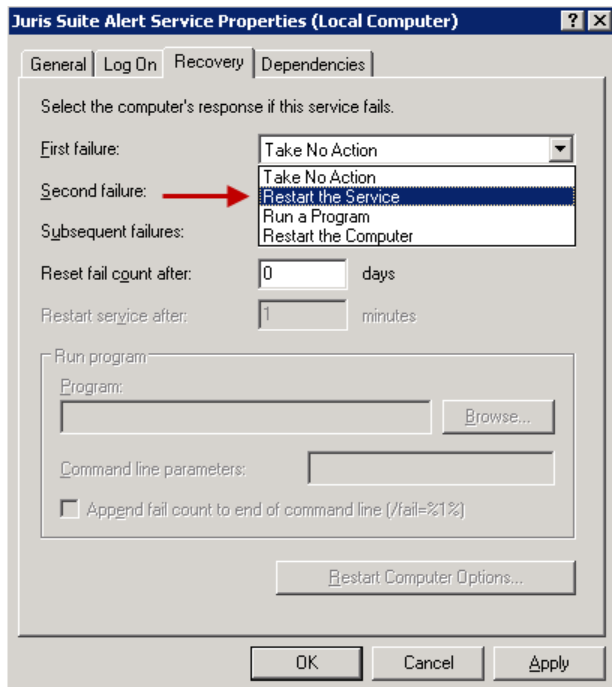 Juris Suite Alert Service Properties (Local Computer)
General Log On Recovery Dependencies
Select the computer's response if this service fails.
First failure: Take No Action
Take No Action
Second failure: Restart the Service
Run a Program
Subsequent failures: Restart the Computer
Reset fail count after: 0 days
Restart service after: 1 minutes
Run program
Program:
Browse...
Command line parameters:
Append fail count to end of command line (/fail=%1%)
Restart Computer Options...
OK Cancel Apply